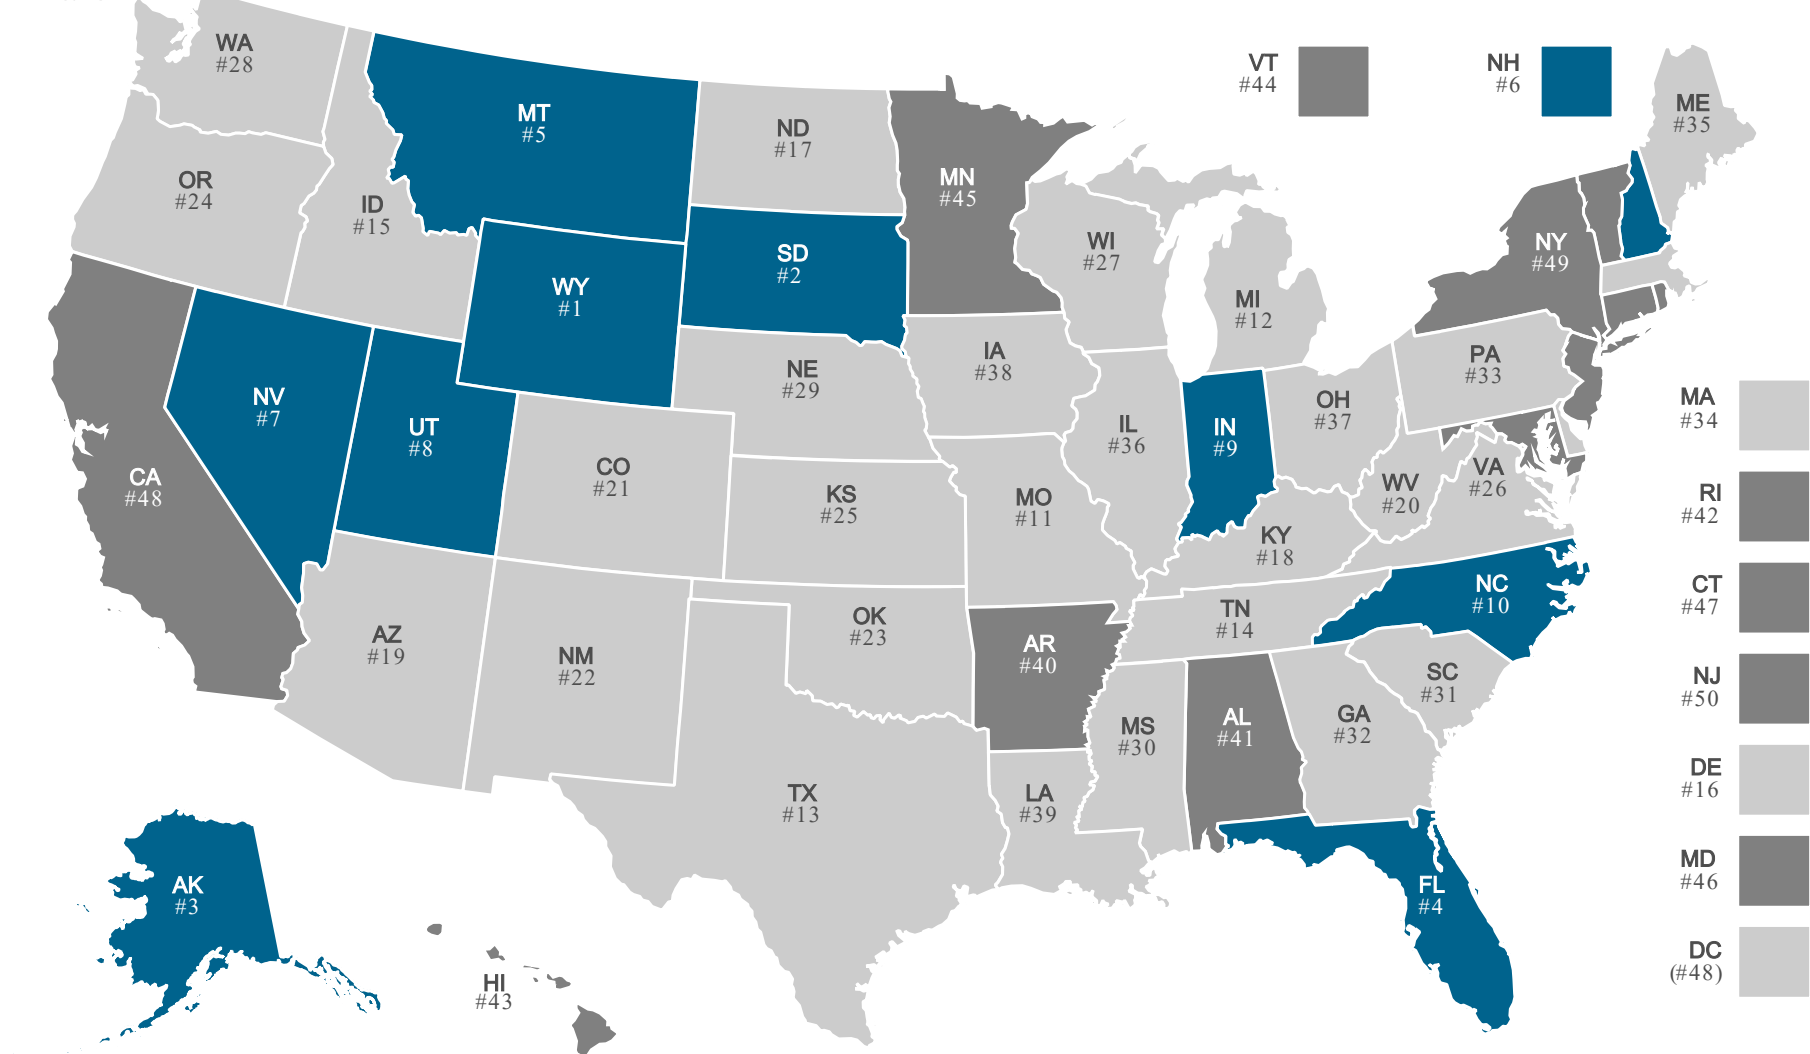 WA
#28
VT
#44
NH
#6
ME
#35
MT
#5
ND
#17
OR
#24
ID
#15
MN
#45
WI
#27
NY
#49
SD
#2
WY
#1
MI
#12
IA
#38
PA
#33
NE
#29
NV
#7
UT
#8
IL
#36
IN
#9
OH
#37
MA
#34
CA
#48
CO
#21
KS
#25
MO
#11
WV
#20
VA
#26
RI
#42
KY
#18
NC
#10
CT
#47
AZ
#19
NM
#22
OK
#23
TN
#14
AR
#40
SC
#31
NJ
#50
MS
#30
AL
#41
GA
#32
TX
#13
LA
#39
DE
#16
AK
#3
FL
#4
MD
#46
HI
#43
DC
(#48)